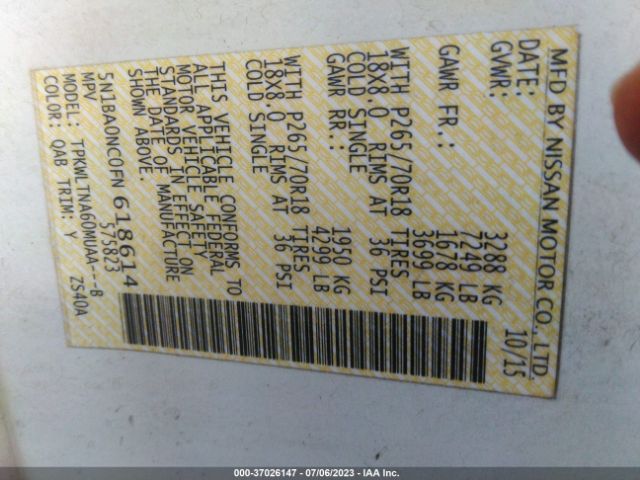 MFD BY NISSAN MOTOR CO., LTD.
DATE: 10/15
GVWR: 3288 KG
7249 LB
GAWR FR.: 1678 KG
3699 LB
WITH P265/70R18 TIRES
18X8.0 RIMS AT 36 PSI
COLD SINGLE
GAWR RR.: 1950 KG
4299 LB
WITH P265/70R18 TIRES
18X8.0 RIMS AT 36 PSI
COLD SINGLE
THIS VEHICLE CONFORMS TO
ALL APPLICABLE FEDERAL
MOTOR VEHICLE SAFETY
STANDARDS IN EFFECT ON
THE DATE OF MANUFACTURE
SHOWN ABOVE.
5N1BA0NC0FN618614
MPV 575823
MODEL: TPKWLTNA60MUAA---B
COLOR: QAB TRIM: Y ZS40A
000-37026147 - 07/06/2023 - IAA Inc.